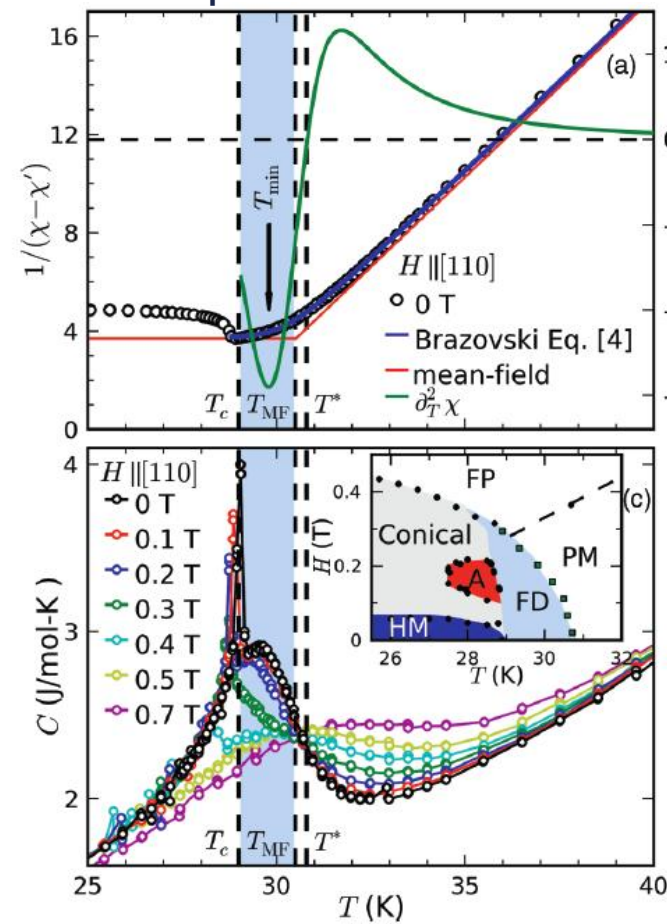 16
12
8
4
0
1/(χ−χ′)
(a)
T_min
H∥[110]
0 T
Brazovski Eq. [4]
mean-field
∂²_T χ
T_c T_MF T*
4
3
2
C (J/mol-K)
H∥[110]
0 T
0.1 T
0.2 T
0.3 T
0.4 T
0.5 T
0.7 T
(c)
FP
0.4
0.2
0
H (T)
Conical
A
HM
FD
PM
26 28 30 32
T (K)
T_c T_MF T*
25 30 35 40
T (K)